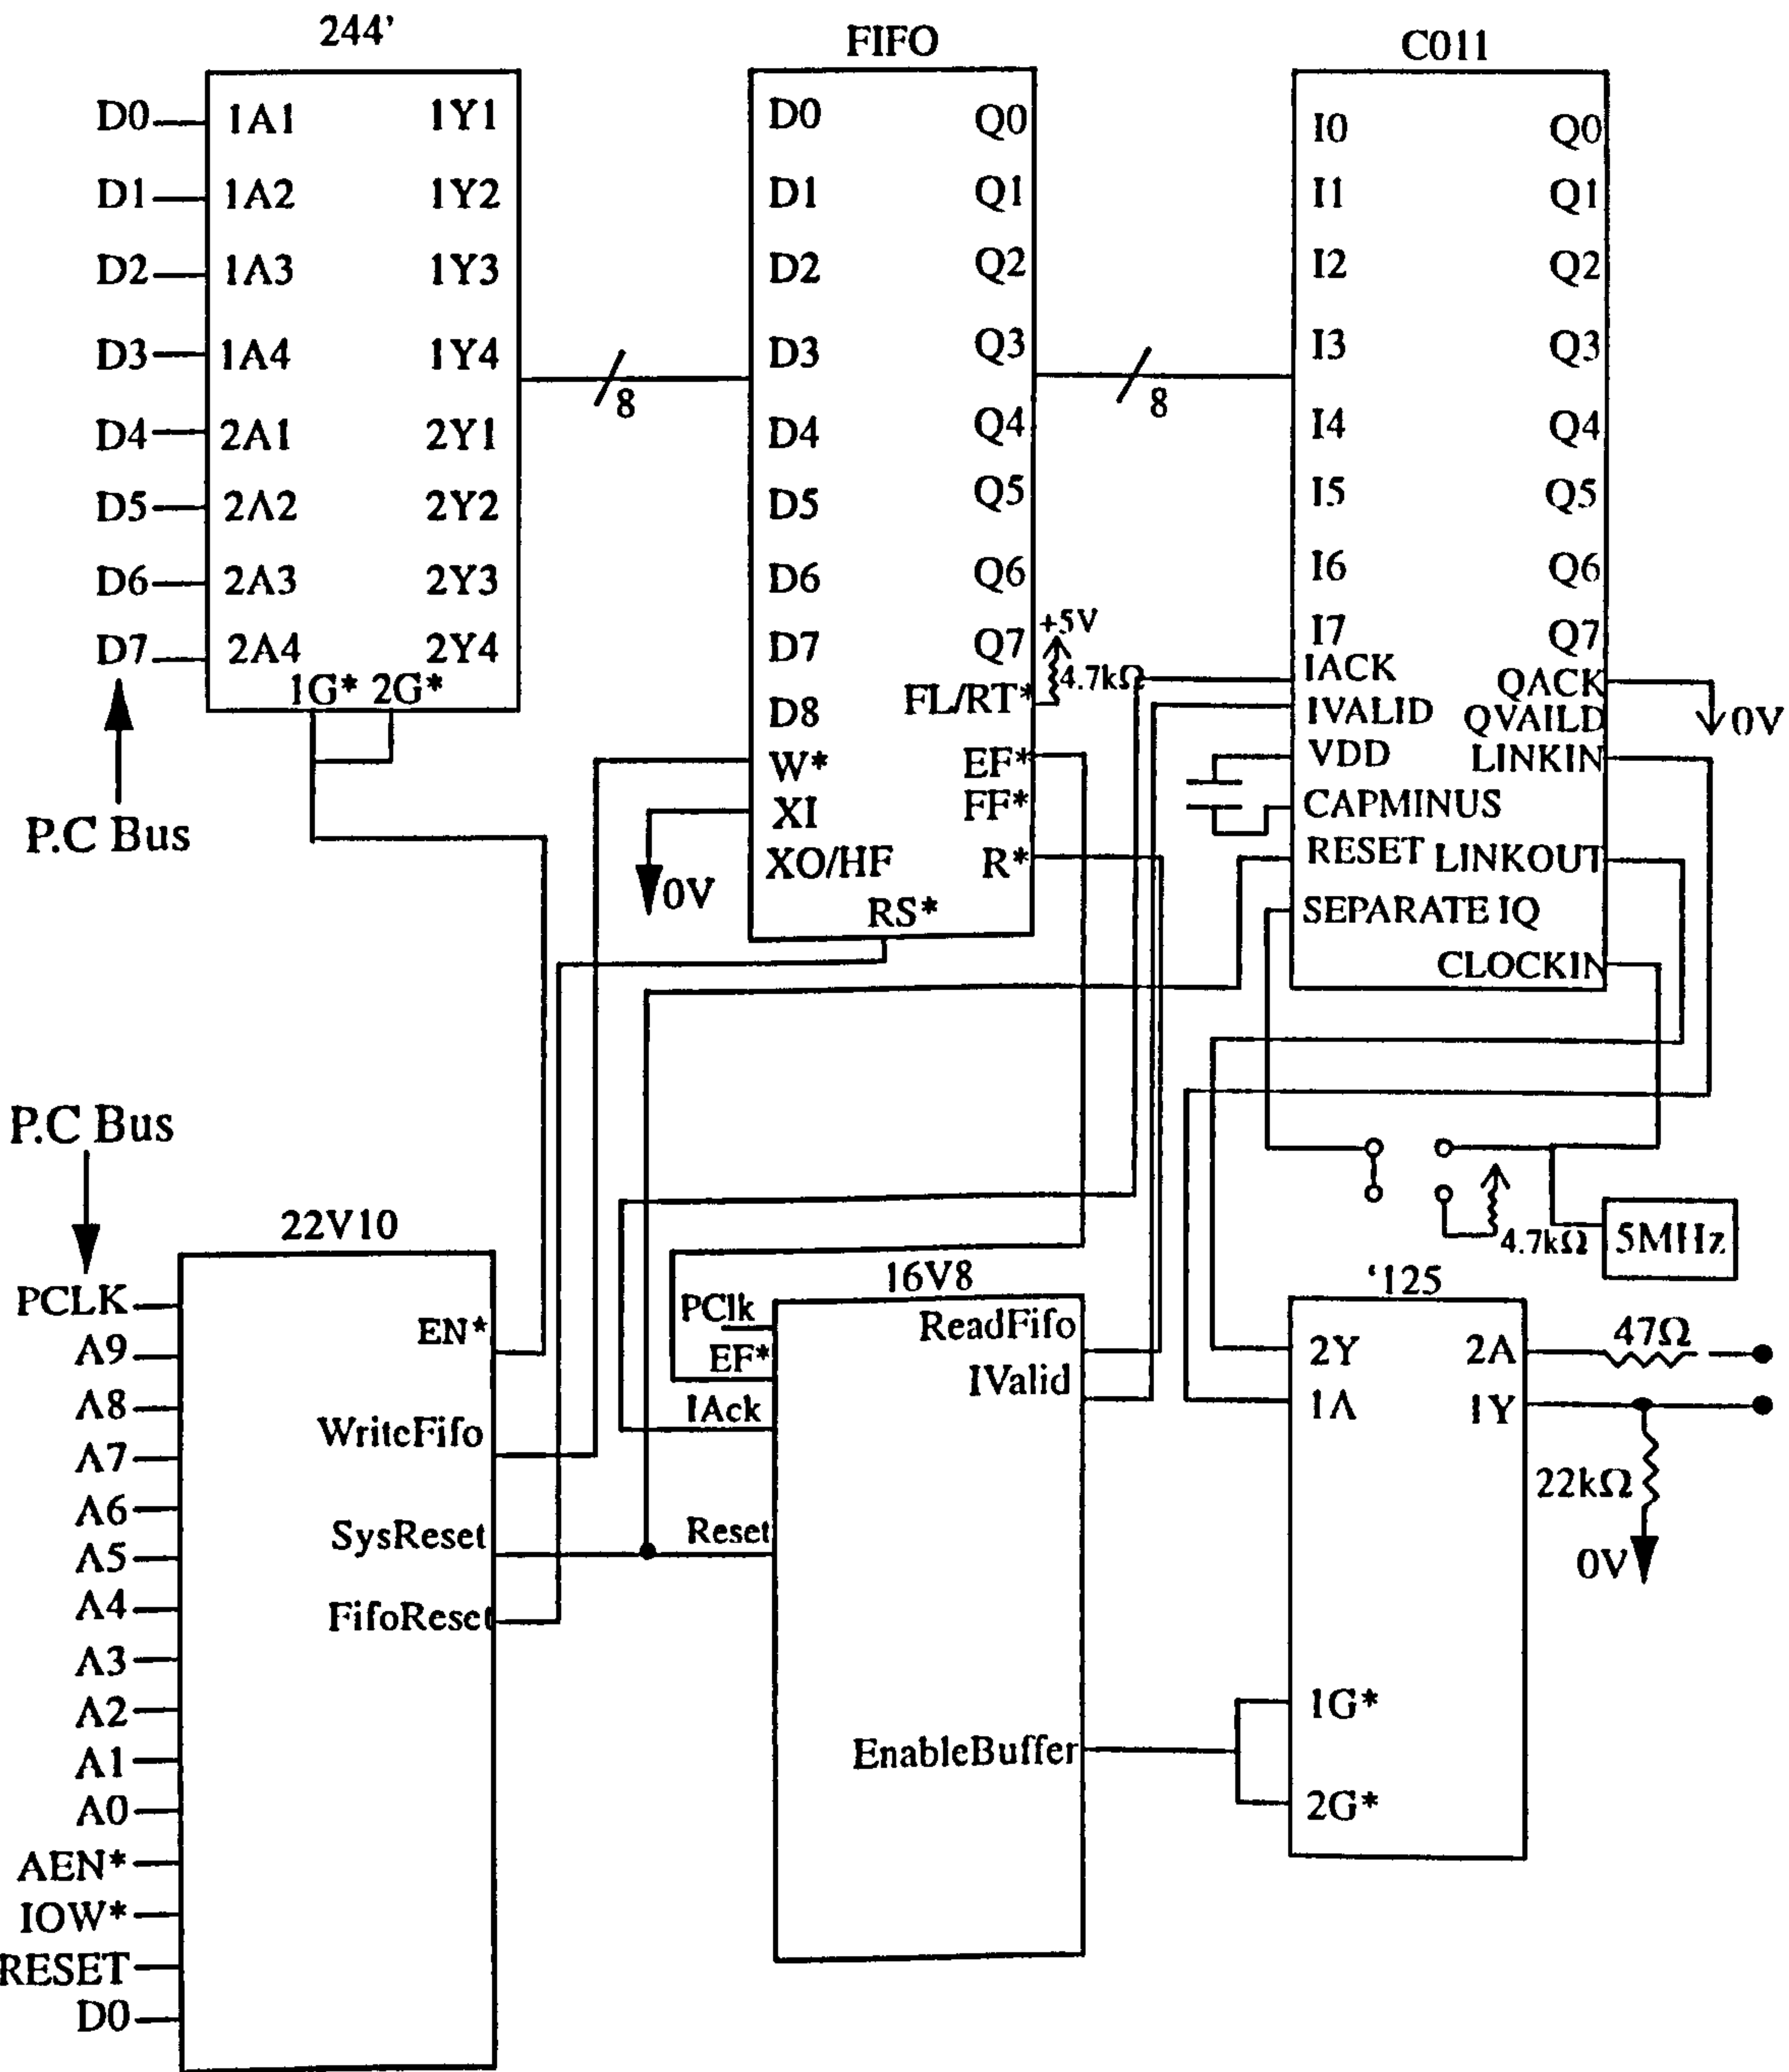 244'
FIFO
C011
D0
D1
D2
D3
D4
D5
D6
D7
P.C Bus
1A1
1A2
1A3
1A4
2A1
2A2
2A3
2A4
1Y1
1Y2
1Y3
1Y4
2Y1
2Y2
2Y3
2Y4
1G* 2G*
8
D0
D1
D2
D3
D4
D5
D6
D7
D8
W*
XI
XO/HF
RS*
0V
Q0
Q1
Q2
Q3
Q4
Q5
Q6
Q7
FL/RT*
EF*
FF*
R*
+5V
4.7kΩ
8
I0
I1
I2
I3
I4
I5
I6
I7
IACK
IVALID
VDD
CAPMINUS
RESET
SEPARATE IQ
Q0
Q1
Q2
Q3
Q4
Q5
Q6
Q7
QACK
QVAILD
LINKIN
LINKOUT
CLOCKIN
0V
4.7kΩ
5MHz
P.C Bus
22V10
PCLK
A9
A8
A7
A6
A5
A4
A3
A2
A1
A0
AEN*
IOW*
RESET
D0
EN*
WriteFifo
SysReset
FifoReset
16V8
PClk
EF*
IAck
Reset
ReadFifo
IValid
EnableBuffer
‘125
2Y
1A
1G*
2G*
2A
1Y
47Ω
22kΩ
0V